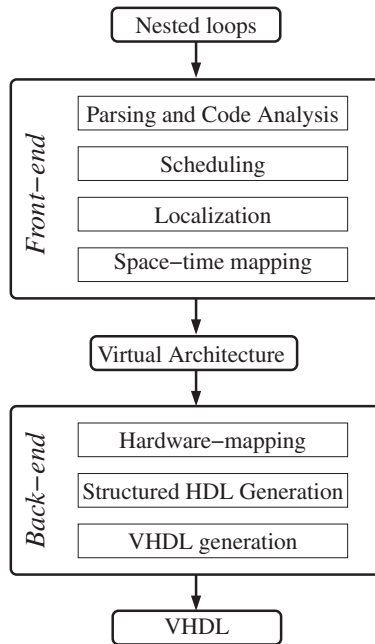 Nested loops
Front−end
Parsing and Code Analysis
Scheduling
Localization
Space−time mapping
Virtual Architecture
Back−end
Hardware−mapping
Structured HDL Generation
VHDL generation
VHDL